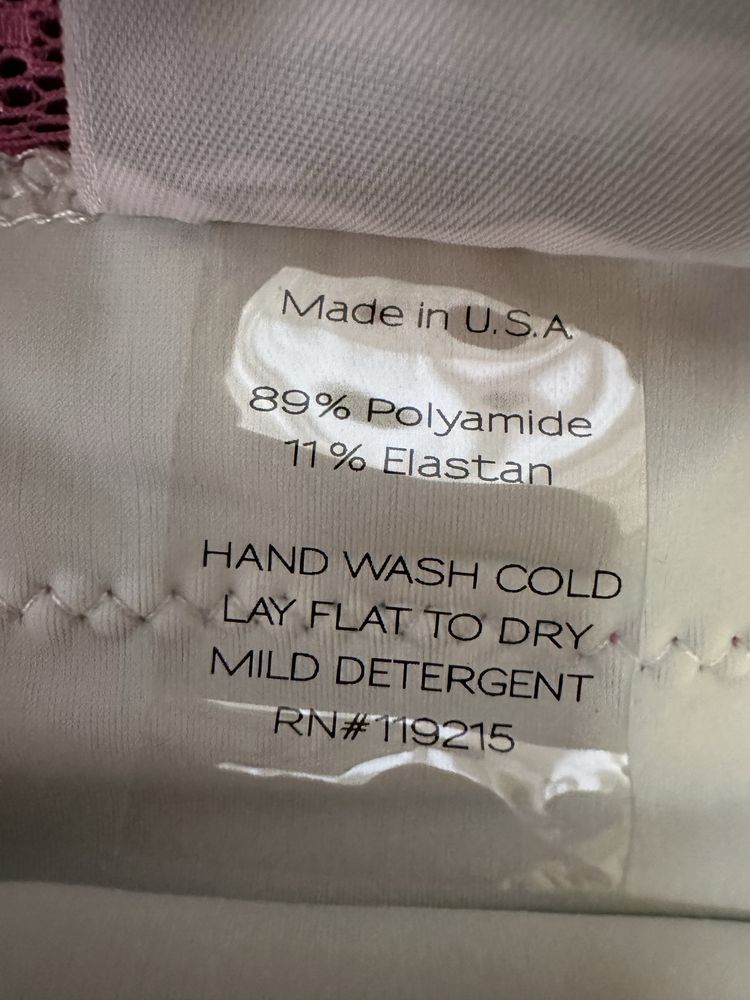 Made in U.S.A
89% Polyamide
11% Elastan
HAND WASH COLD
LAY FLAT TO DRY
MILD DETERGENT
RN#119215